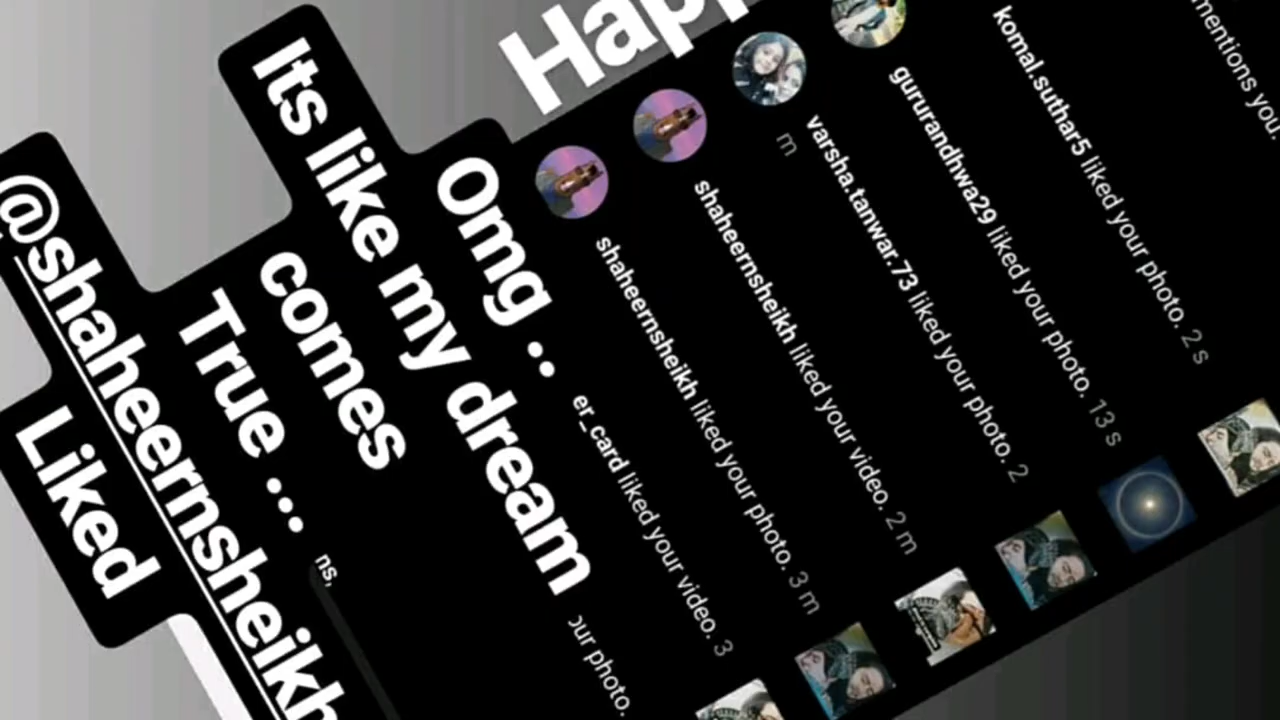 Happ
mentions you.
komal.suthar5 liked your photo. 2 s
gururandhwa29 liked your photo. 13 s
varsha.tanwar.73 liked your photo. 2
m
shaheernsheikh liked your video. 2 m
shaheernsheikh liked your photo. 3 m
er_card liked your video. 3
our photo.
Omg ..
Its like my dream
comes
True ...
ns,
@shaheernsheikh
Liked